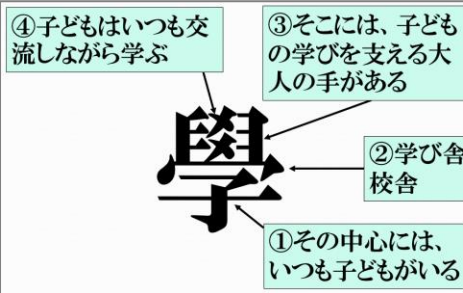 ④子どもはいつも交
流しながら学ぶ
③そこには、子ども
の学びを支える大
人の手がある
學
②学び舎
校舎
①その中心には、
いつも子どもがいる